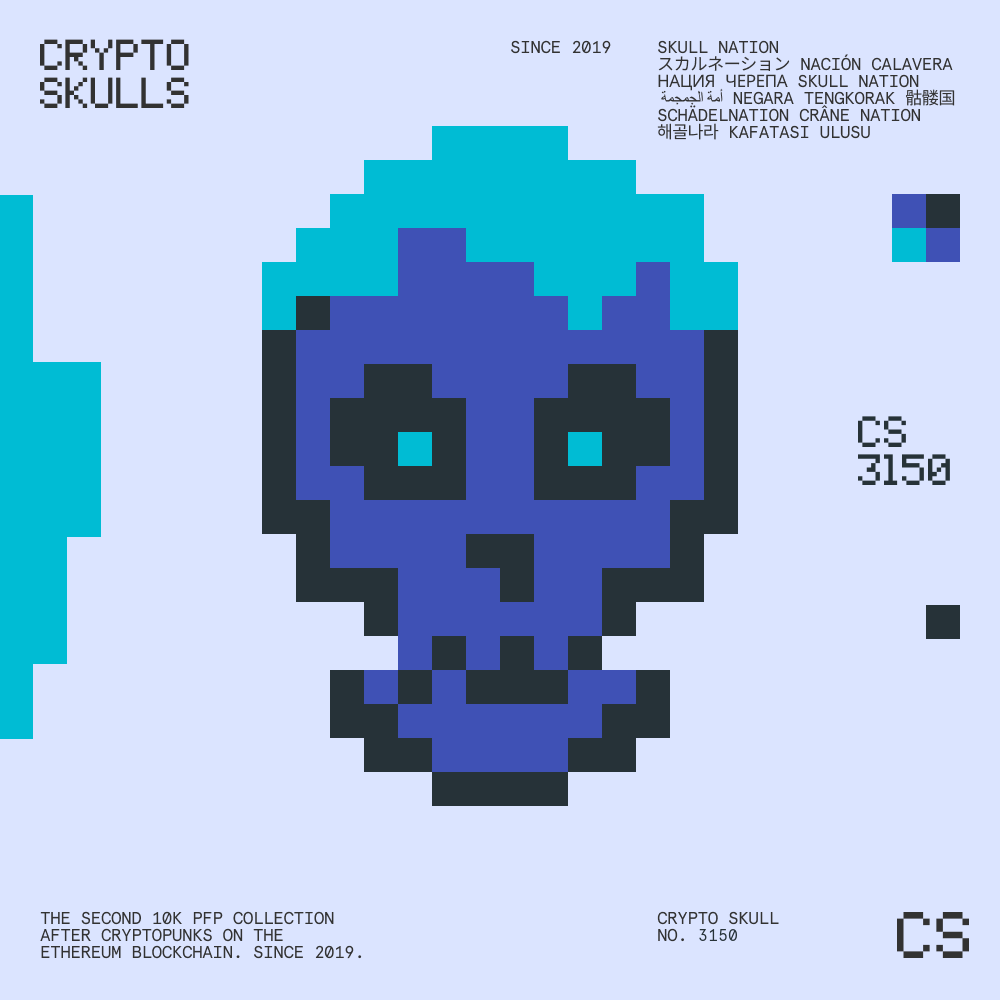 CRYPTO
SKULLS
SINCE 2019
SKULL NATION
スカルネーション NACIÓN CALAVERA
НАЦИЯ ЧЕРЕПА SKULL NATION
أمة الجمجمة NEGARA TENGKORAK 骷髅国
SCHÄDELNATION CRÂNE NATION
해골나라 KAFATASI ULUSU
CS
3150
THE SECOND 10K PFP COLLECTION
AFTER CRYPTOPUNKS ON THE
ETHEREUM BLOCKCHAIN. SINCE 2019.
CRYPTO SKULL
NO. 3150
CS